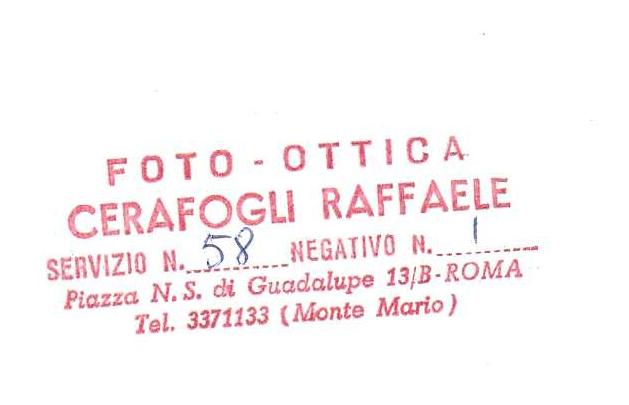 FOTO - OTTICA
CERAFOGLI RAFFAELE
SERVIZIO N. 58 NEGATIVO N. 1
Piazza N. S. di Guadalupe 13/B - ROMA
Tel. 3371133 (Monte Mario)